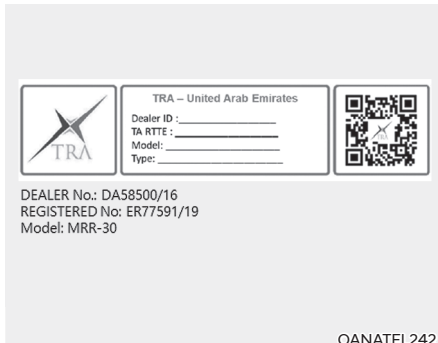 TRA
TRA – United Arab Emirates
Dealer ID :
TA RTTE :
Model:
Type:
TRA
DEALER No.: DA58500/16
REGISTERED No: ER77591/19
Model: MRR-30
OANATEL242